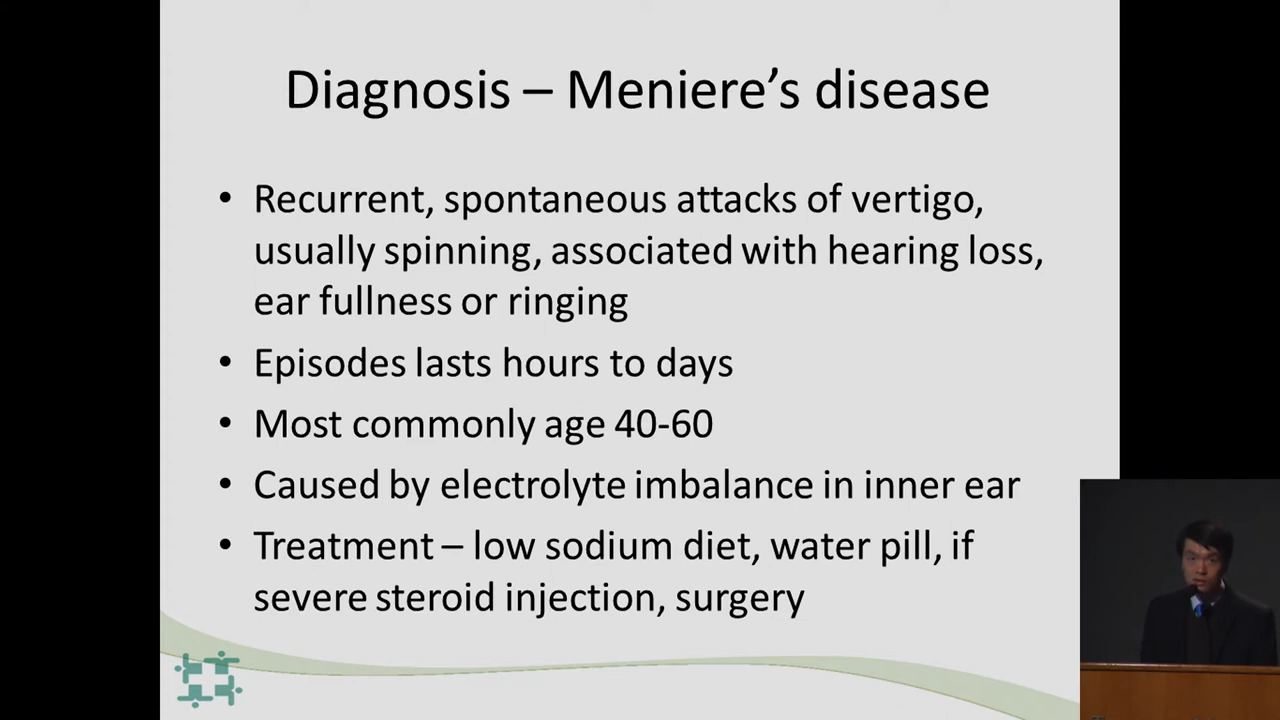 Diagnosis – Meniere’s disease
• Recurrent, spontaneous attacks of vertigo,
usually spinning, associated with hearing loss,
ear fullness or ringing
• Episodes lasts hours to days
• Most commonly age 40-60
• Caused by electrolyte imbalance in inner ear
• Treatment – low sodium diet, water pill, if
severe steroid injection, surgery